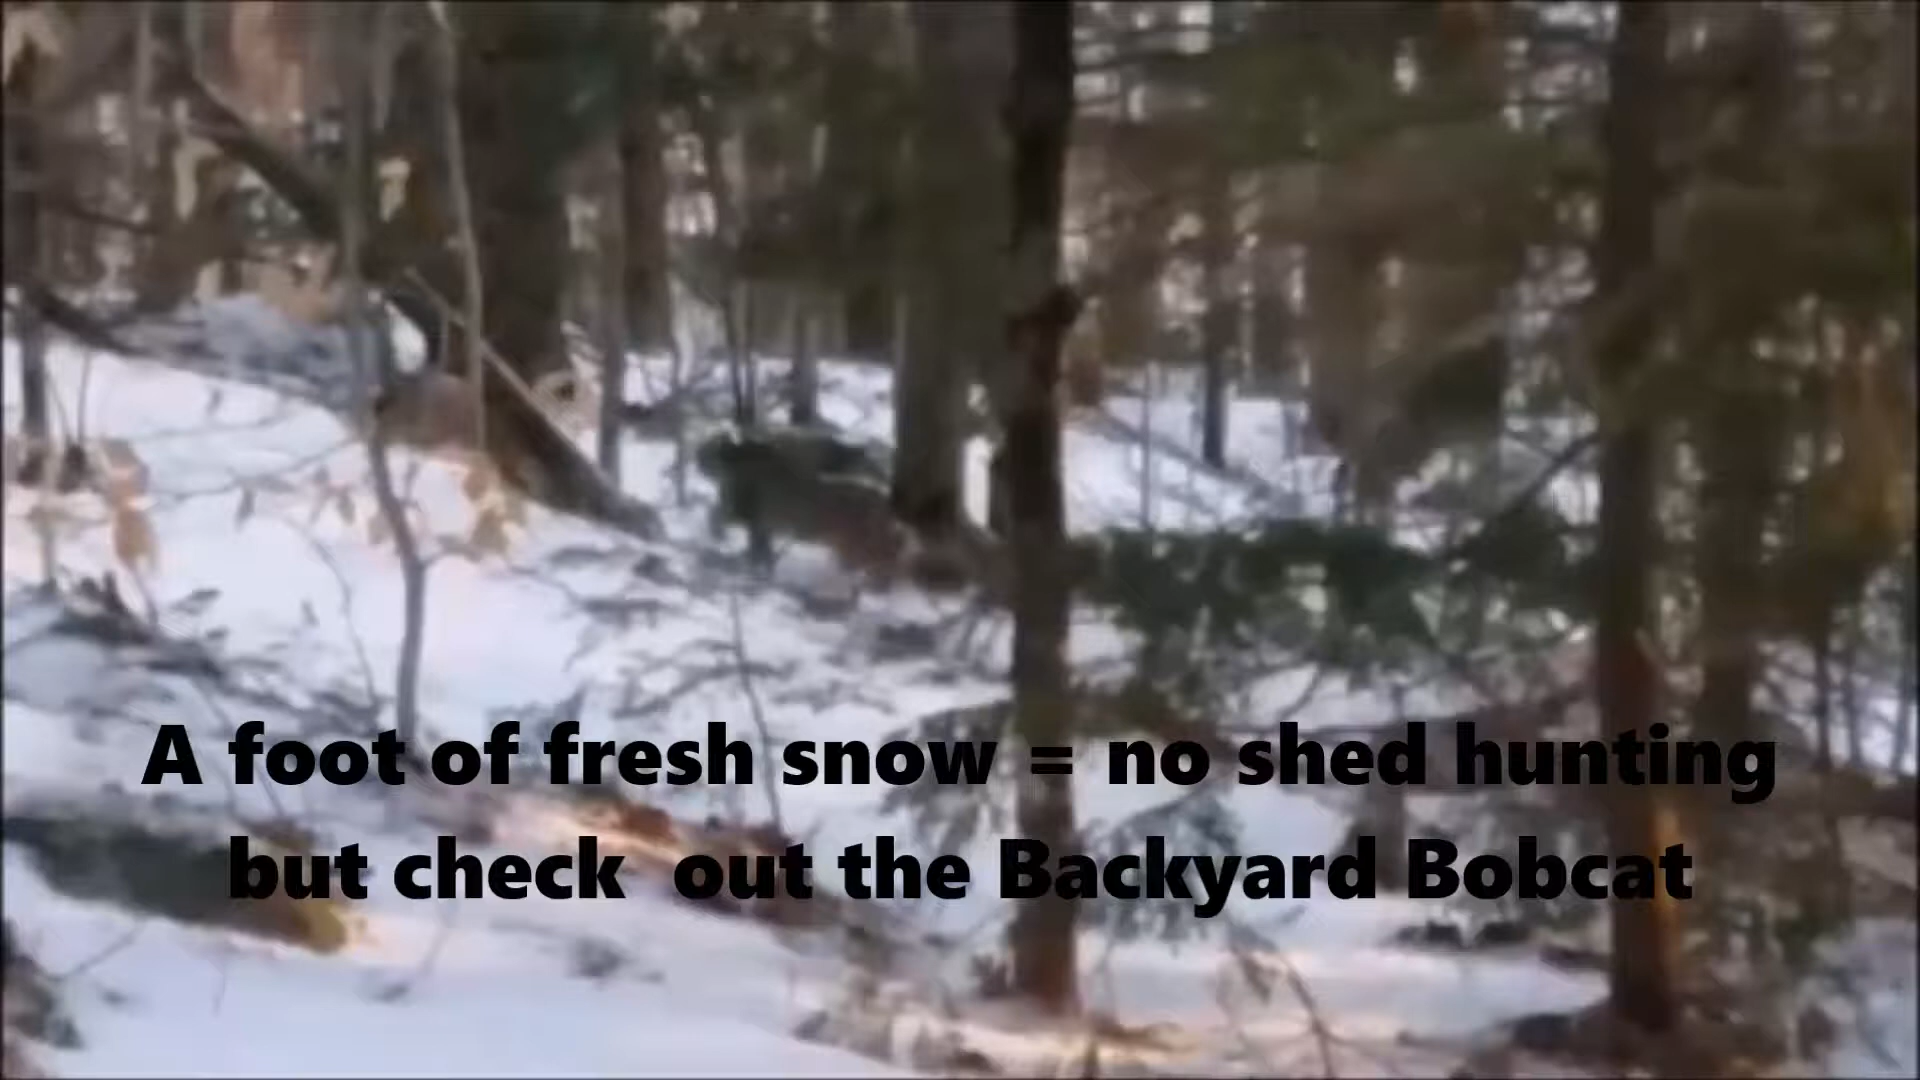 A foot of fresh snow = no shed hunting
but check  out the Backyard Bobcat